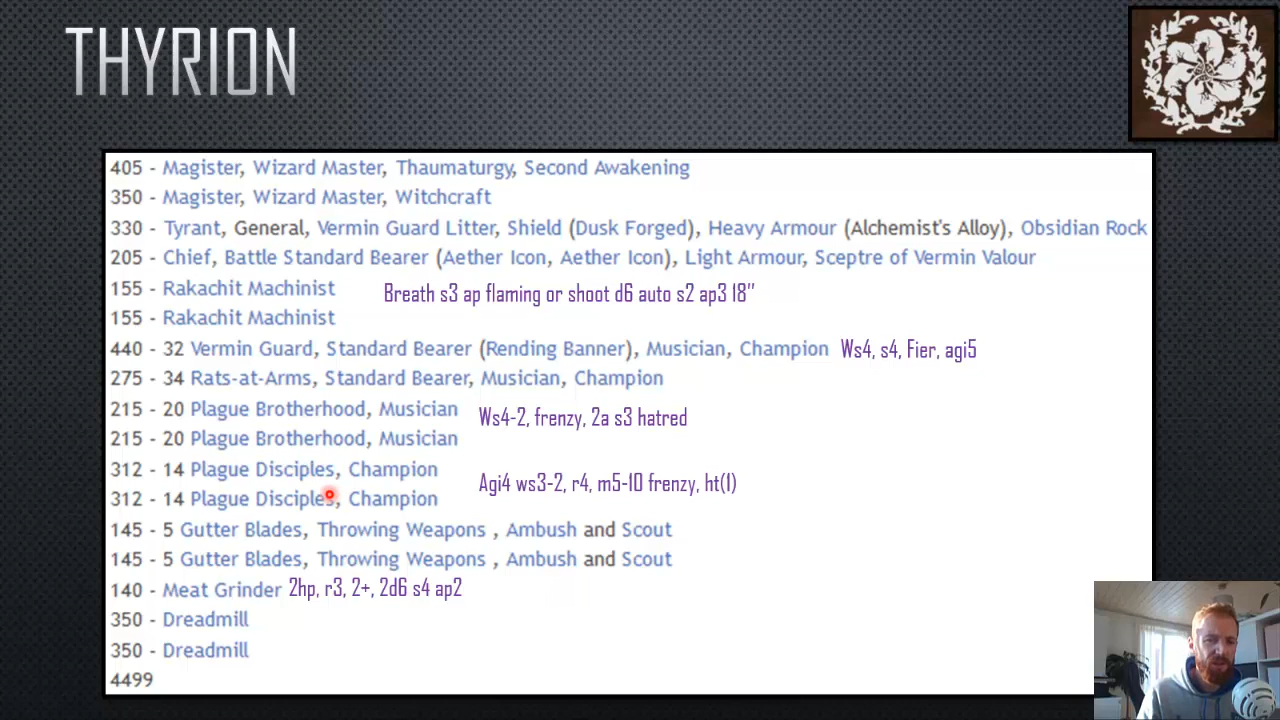 THYRION
405 - Magister, Wizard Master, Thaumaturgy, Second Awakening
350 - Magister, Wizard Master, Witchcraft
330 - Tyrant, General, Vermin Guard Litter, Shield (Dusk Forged), Heavy Armour (Alchemist's Alloy), Obsidian Rock
205 - Chief, Battle Standard Bearer (Aether Icon, Aether Icon), Light Armour, Sceptre of Vermin Valour
155 - Rakachit Machinist
Breath s3 ap flaming or shoot d6 auto s2 ap3 18"
155 - Rakachit Machinist
440 - 32 Vermin Guard, Standard Bearer (Rending Banner), Musician, Champion Ws4, s4, Fier, agi5
275 - 34 Rats-at-Arms, Standard Bearer, Musician, Champion
215 - 20 Plague Brotherhood, Musician
Ws4-2, frenzy, 2a s3 hatred
215 - 20 Plague Brotherhood, Musician
312 - 14 Plague Disciples, Champion
Agi4 ws3-2, r4, m5-10 frenzy, ht(1)
312 - 14 Plague Disciples, Champion
145 - 5 Gutter Blades, Throwing Weapons , Ambush and Scout
145 - 5 Gutter Blades, Throwing Weapons , Ambush and Scout
140 - Meat Grinder 2hp, r3, 2+, 2d6 s4 ap2
350 - Dreadmill
350 - Dreadmill
4499